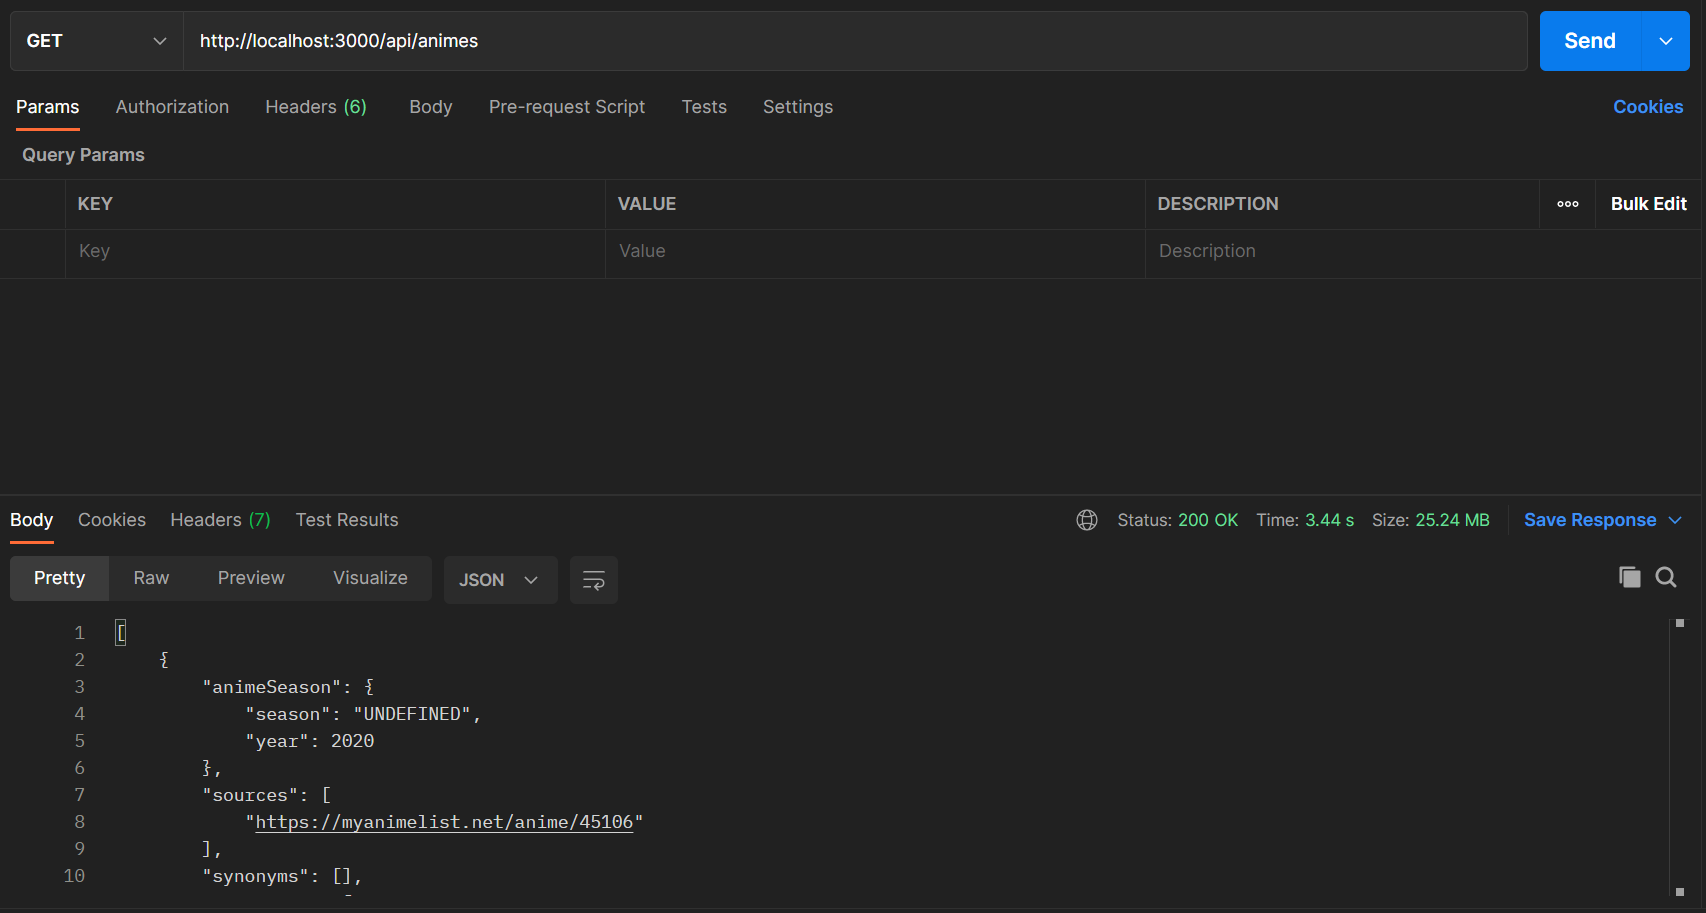 GET http://localhost:3000/api/animes Send
Params Authorization Headers (6) Body Pre-request Script Tests Settings Cookies
Query Params
KEY VALUE DESCRIPTION Bulk Edit
Key Value Description
Body Cookies Headers (7) Test Results Status: 200 OK Time: 3.44 s Size: 25.24 MB Save Response
Pretty Raw Preview Visualize JSON
1 [
2 {
3 "animeSeason": {
4 "season": "UNDEFINED",
5 "year": 2020
6 },
7 "sources": [
8 "https://myanimelist.net/anime/45106"
9 ],
10 "synonyms": [],